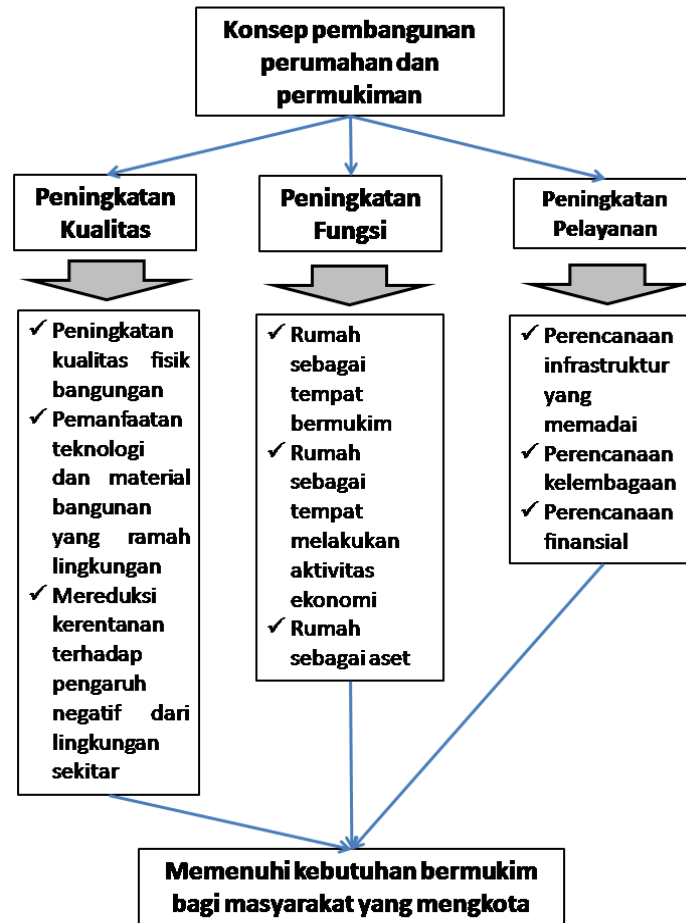 Konsep pembangunan
perumahan dan
permukiman
Peningkatan
Kualitas
Peningkatan
Fungsi
Peningkatan
Pelayanan
✓ Peningkatan
kualitas fisik
bangungan
✓ Pemanfaatan
teknologi
dan material
bangunan
yang ramah
lingkungan
✓ Mereduksi
kerentanan
terhadap
pengaruh
negatif dari
lingkungan
sekitar
✓ Rumah
sebagai
tempat
bermukim
✓ Rumah
sebagai
tempat
melakukan
aktivitas
ekonomi
✓ Rumah
sebagai aset
✓ Perencanaan
infrastruktur
yang
memadai
✓ Perencanaan
kelembagaan
✓ Perencanaan
finansial
Memenuhi kebutuhan bermukim
bagi masyarakat yang mengkota